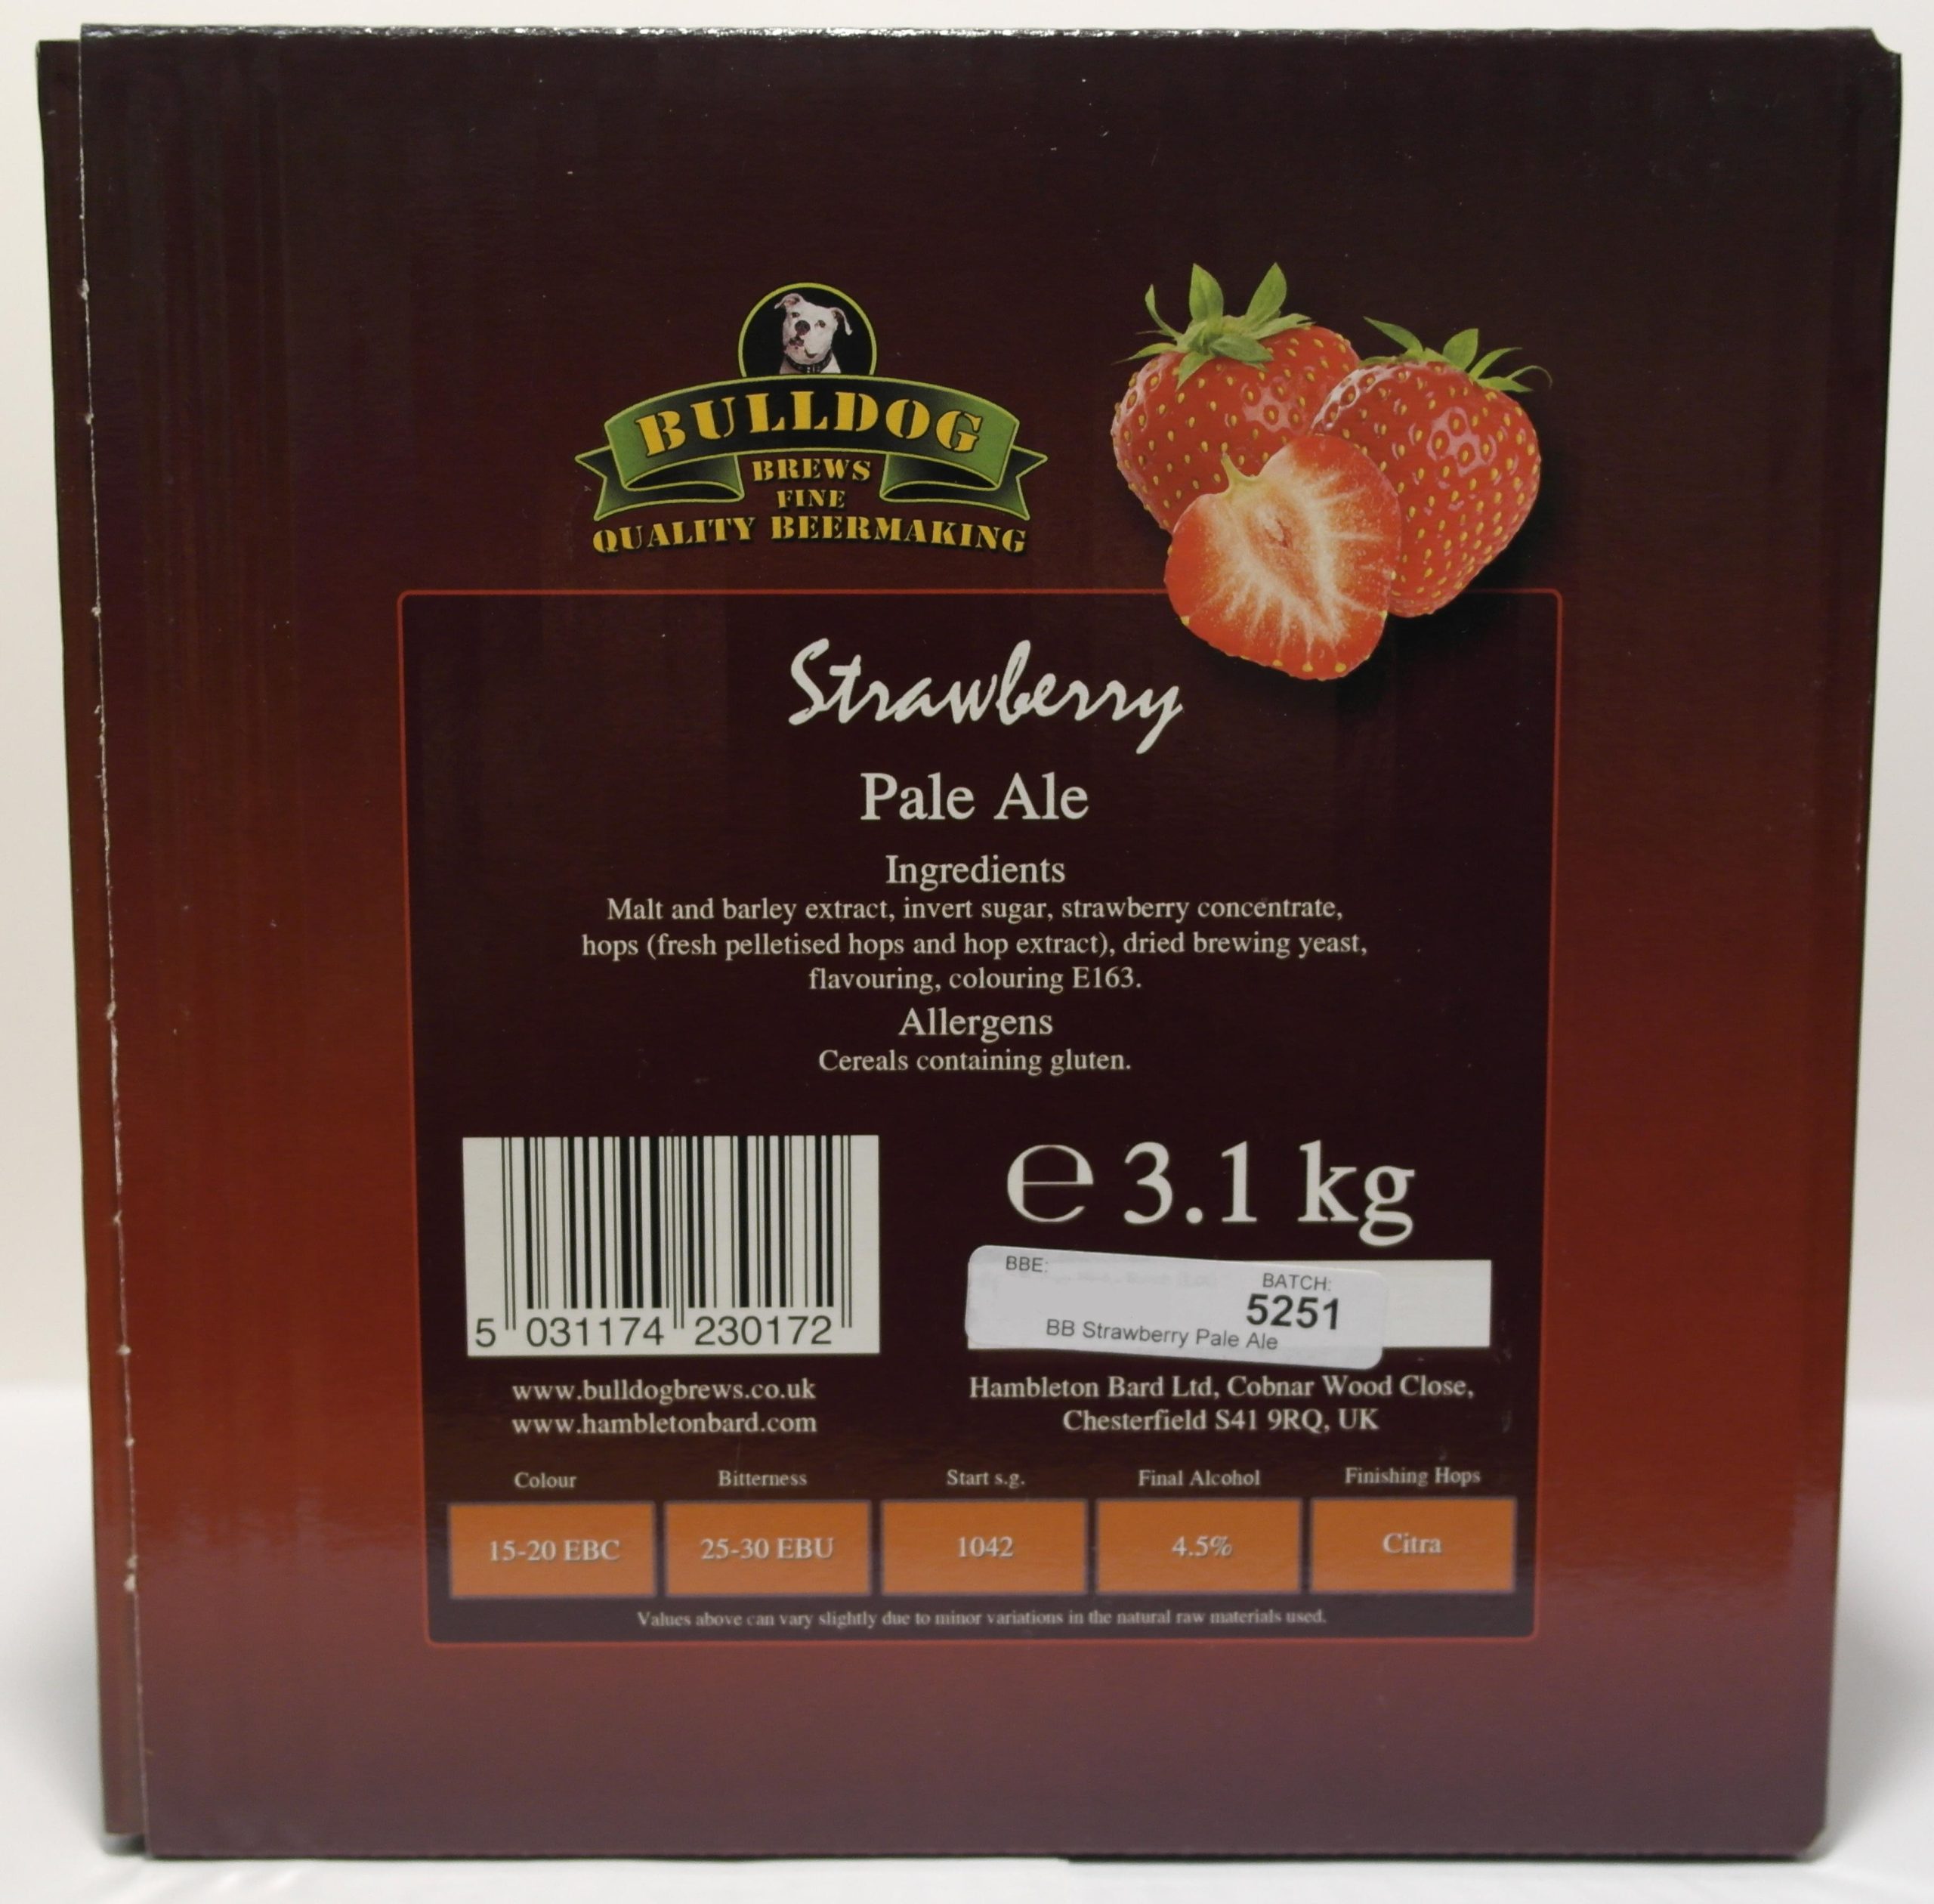 BULLDOG
BREWS
FINE
QUALITY BEERMAKING
Strawberry
Pale Ale
Ingredients
Malt and barley extract, invert sugar, strawberry concentrate,
hops (fresh pelletised hops and hop extract), dried brewing yeast,
flavouring, colouring E163.
Allergens
Cereals containing gluten.
℮ 3.1 kg
BBE:
BATCH:
5251
BB Strawberry Pale Ale
5 031174 230172
www.bulldogbrews.co.uk
www.hambletonbard.com
Hambleton Bard Ltd, Cobnar Wood Close,
Chesterfield S41 9RQ, UK
Colour Bitterness Start s.g. Final Alcohol Finishing Hops
15-20 EBC 25-30 EBU 1042 4.5% Citra
Values above can vary slightly due to minor variations in the natural raw materials used.